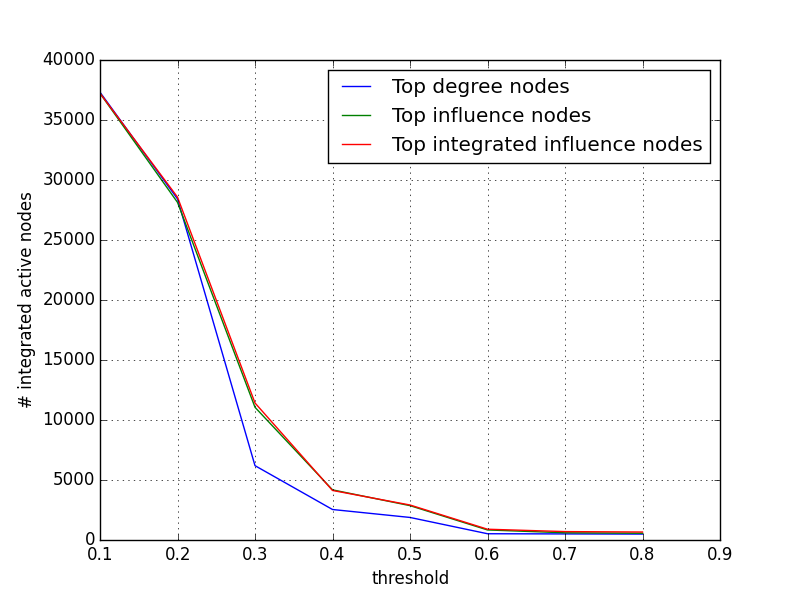 40000
35000
30000
25000
20000
15000
10000
5000
0
# integrated active nodes
Top degree nodes
Top influence nodes
Top integrated influence nodes
0.1 0.2 0.3 0.4 0.5 0.6 0.7 0.8 0.9
threshold